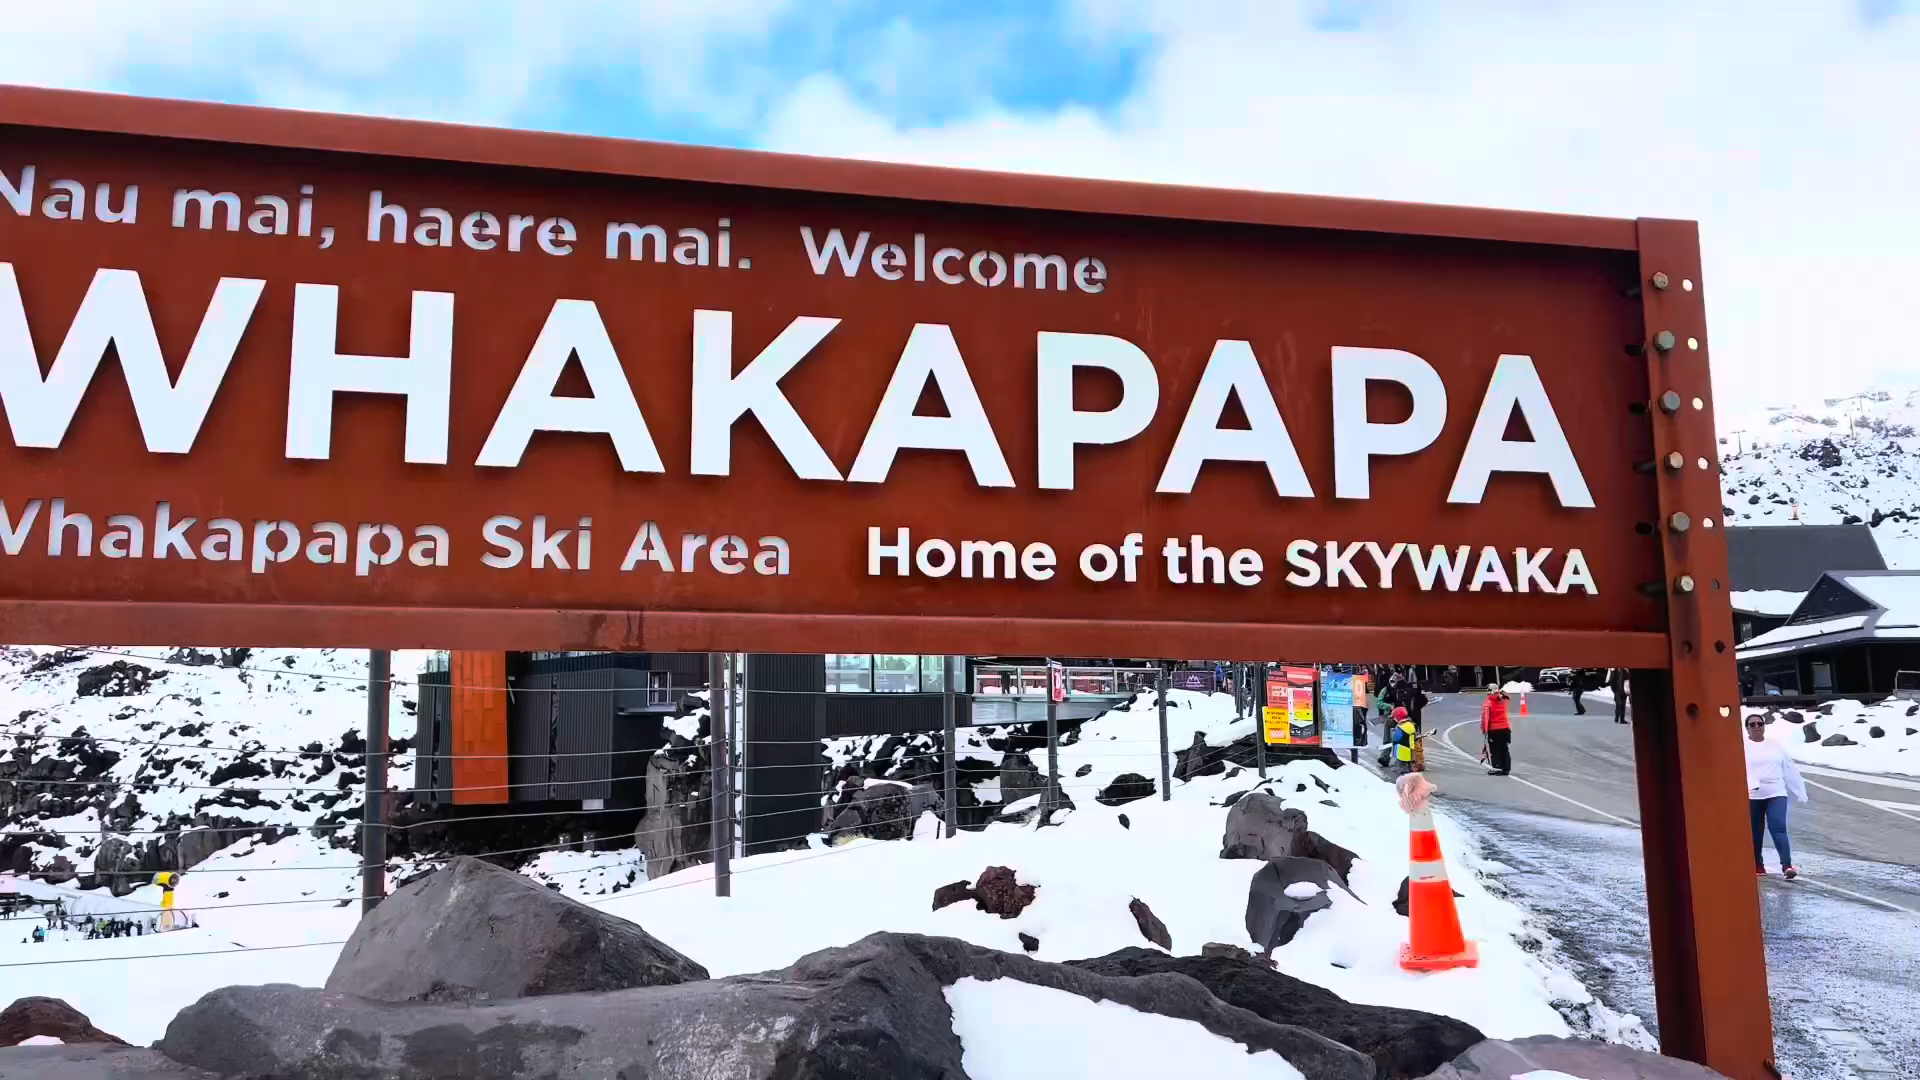 Nau mai, haere mai. Welcome
WHAKAPAPA
Whakapapa Ski Area Home of the SKYWAKA